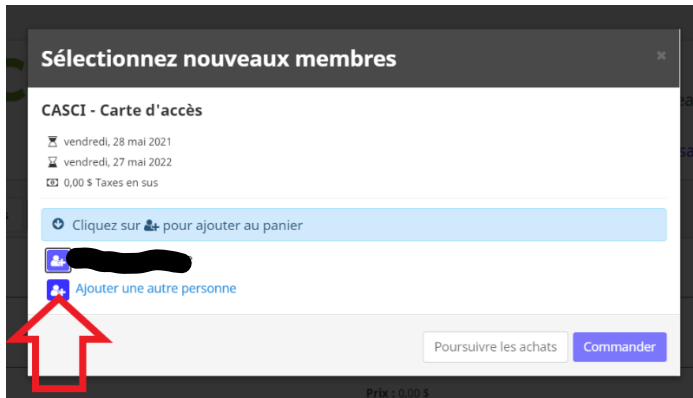 Sélectionnez nouveaux membres
×
CASCI - Carte d'accès
vendredi, 28 mai 2021
vendredi, 27 mai 2022
0,00 $ Taxes en sus
Cliquez sur pour ajouter au panier
Ajouter une autre personne
Poursuivre les achats Commander
Prix : 0,00 $